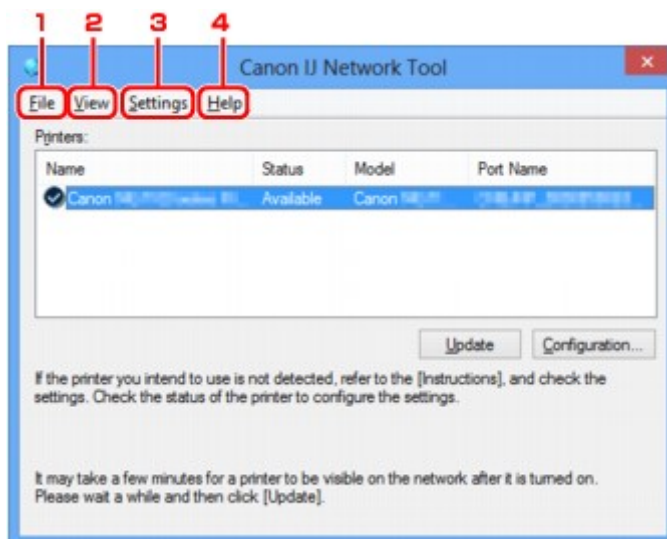 1 2 3 4
Canon IJ Network Tool
File View Settings Help
Printers:
Name Status Model Port Name
Canon Available Canon
Update Configuration...
If the printer you intend to use is not detected, refer to the [Instructions], and check the
settings. Check the status of the printer to configure the settings.
It may take a few minutes for a printer to be visible on the network after it is turned on.
Please wait a while and then click [Update].